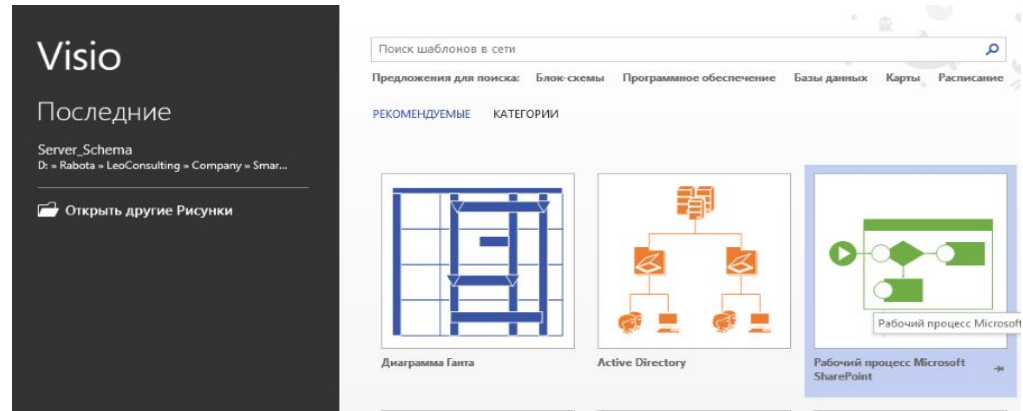 Visio
Последние
Server_Schema
D: » Rabota » LeoConsulting » Company » Smar...
Открыть другие Рисунки
Поиск шаблонов в сети
Предложения для поиска: Блок-схемы Программное обеспечение Базы данных Карты Расписание
РЕКОМЕНДУЕМЫЕ КАТЕГОРИИ
Диаграмма Ганта
Active Directory
Рабочий процесс Microsoft
Рабочий процесс Microsoft
SharePoint